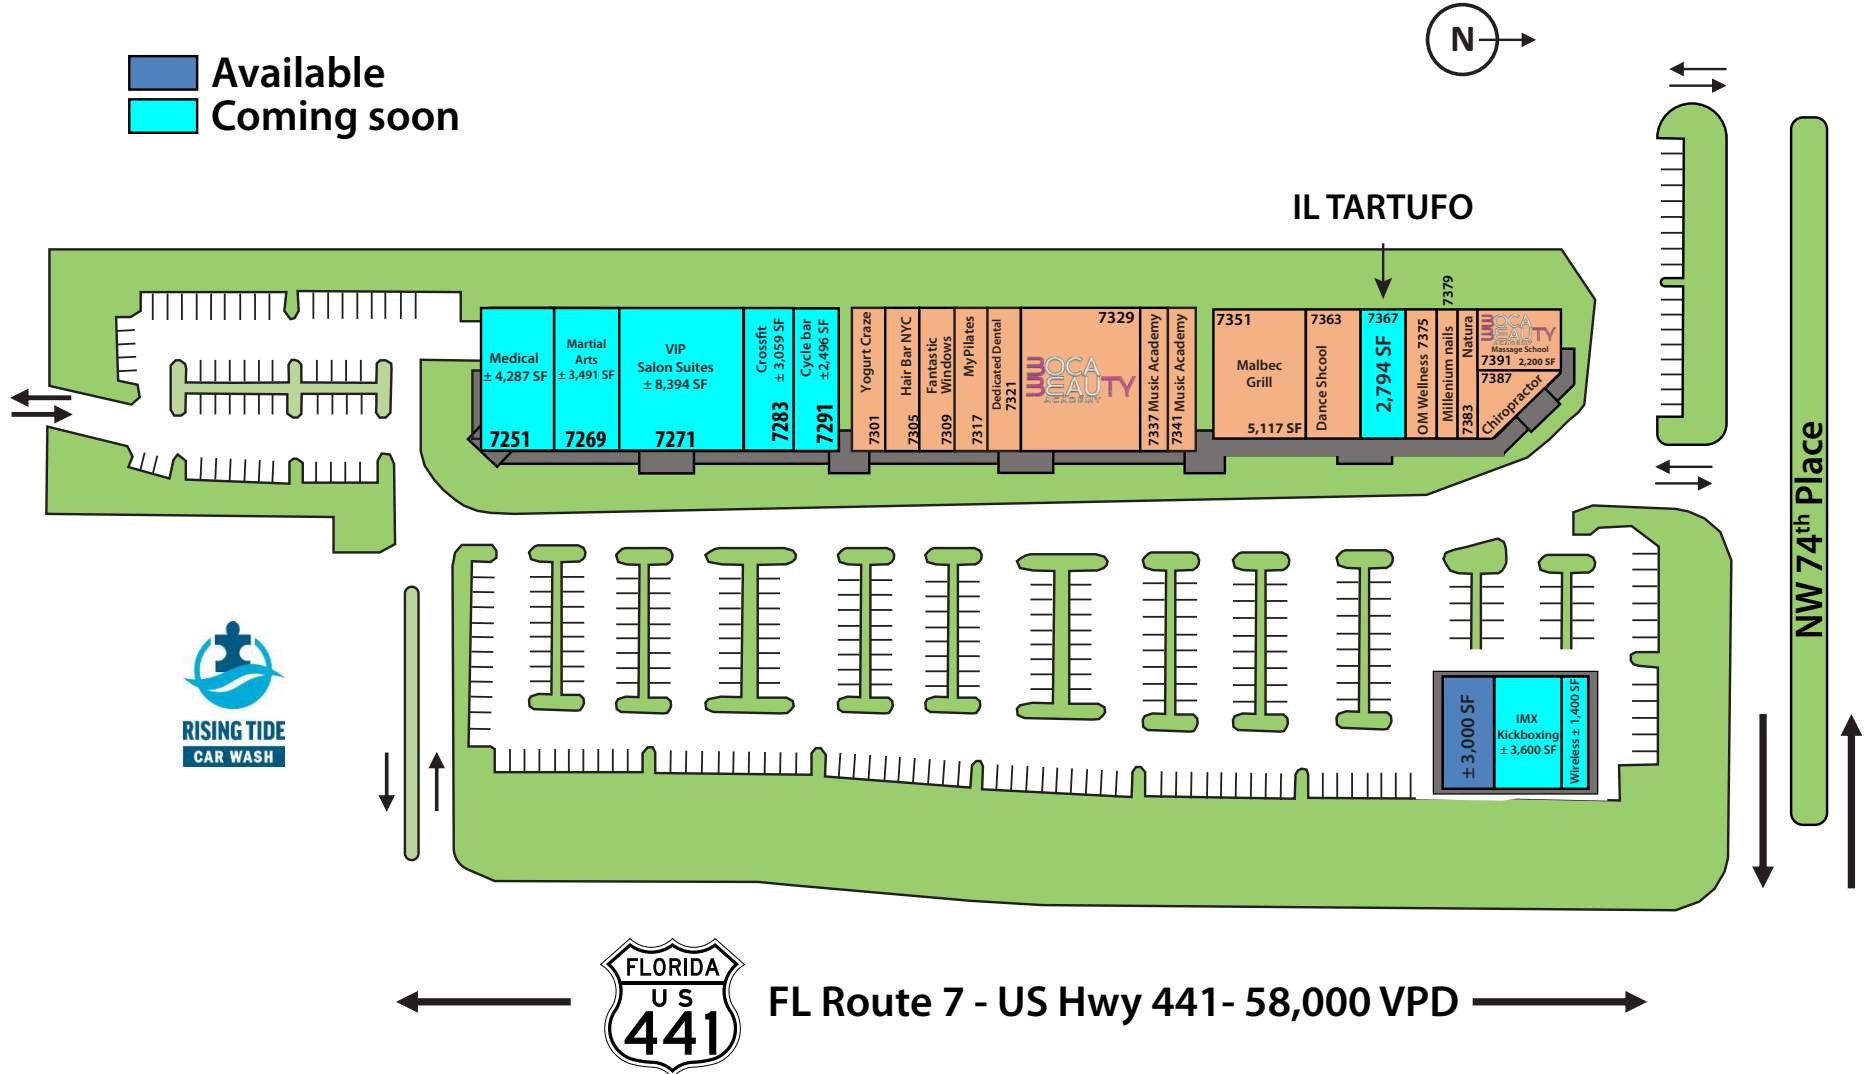 N
Available
Coming soon
IL TARTUFO
Medical
± 4,287 SF
7251
Martial
Arts
± 3,491 SF
7269
VIP
Salon Suites
± 8,394 SF
7271
Crossfit
± 3,059 SF
7283
Cycle bar
±2,496 SF
7291
Yogurt Craze
7301
Hair Bar NYC
7305
Fantastic
Windows
7309
MyPilates
7317
Dedicated Dental
7321
7329
BOCA
BEAUTY
ACADEMY
7337 Music Academy
7341 Music Academy
7351
Malbec
Grill
5,117 SF
7363
Dance Shcool
7367
2,794 SF
OM Wellness 7375
7379
Millenium nails
Natura
7383
BOCA
BEAUTY
ACADEMY
Massage School
7391 2,200 SF
7387
Chiropractor
NW 74th Place
RISING TIDE
CAR WASH
± 3,000 SF
IMX
Kickboxing
± 3,600 SF
Wireless ± 1,400 SF
FLORIDA
US
441
FL Route 7 - US Hwy 441- 58,000 VPD